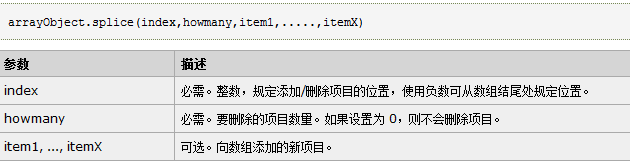 arrayObject.splice(index,howmany,item1,.....,itemX)
参数 描述
index 必需。整数，规定添加/删除项目的位置，使用负数可从数组结尾处规定位置。
howmany 必需。要删除的项目数量。如果设置为 0，则不会删除项目。
item1, ..., itemX 可选。向数组添加的新项目。